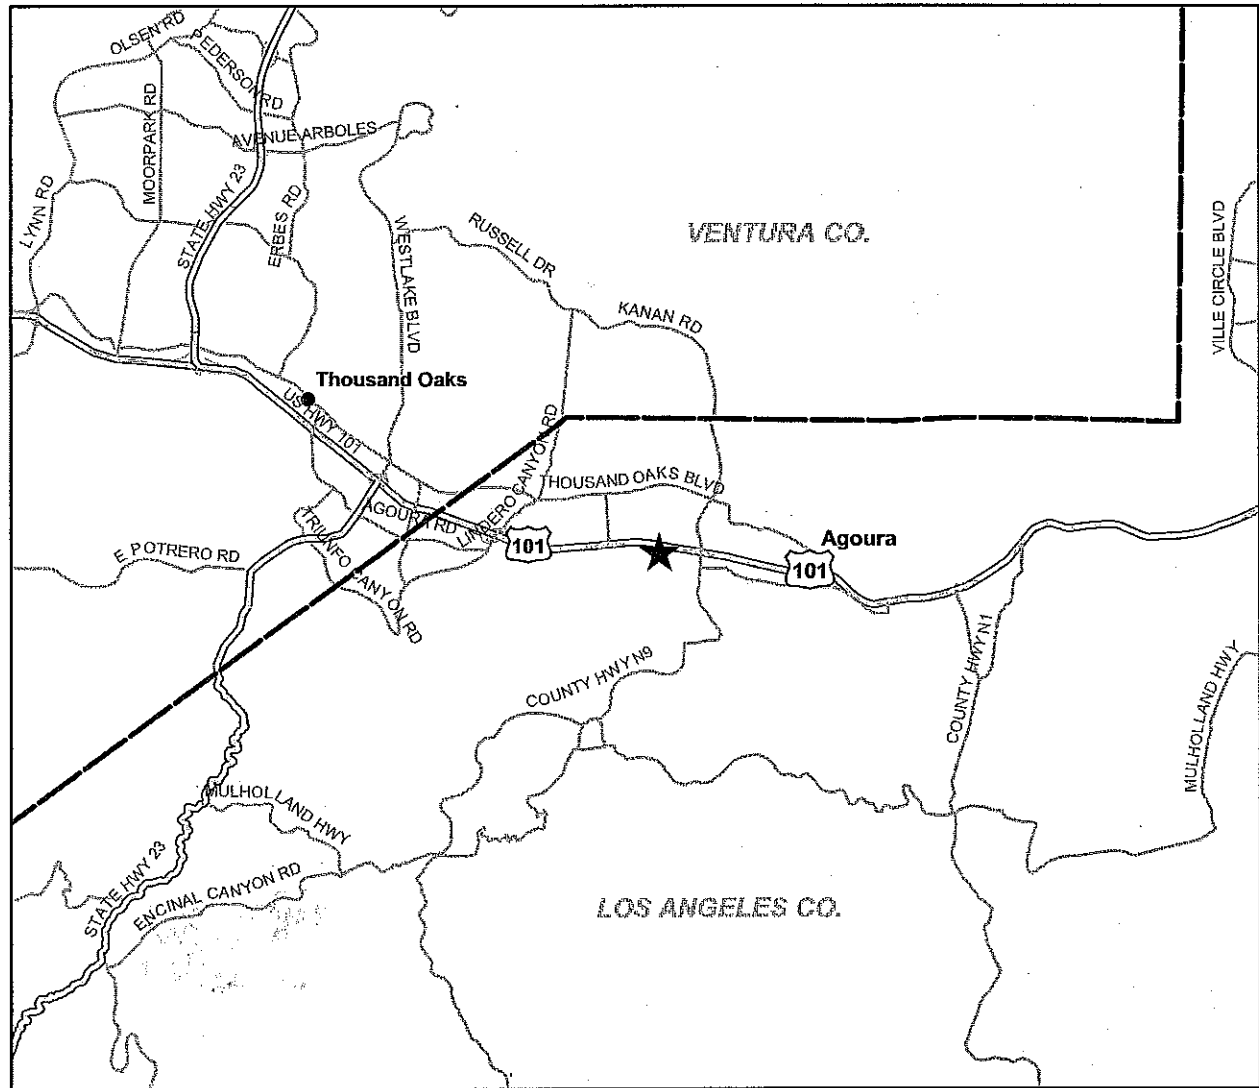 OLSEN RD
PEDERSON RD
MOORPARK RD
AVENUE ARBOLES
LYNN RD
STATE HWY 23
ERBES RD
WESTLAKE BLVD
RUSSELL DR
VENTURA CO.
VILLE CIRCLE BLVD
KANAN RD
Thousand Oaks
US HWY 101
THOUSAND OAKS BLVD
LINDERO CANYON RD
AGOURA RD
TRIUNFO CANYON RD
E POTRERO RD
101
Agoura
101
COUNTY HWY N9
COUNTY HWY N1
MULHOLLAND HWY
MULHOLLAND HWY
STATE HWY 23
ENCINAL CANYON RD
LOS ANGELES CO.